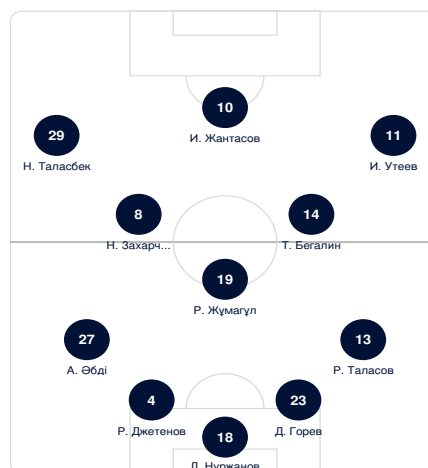 10
И. Жантасов
29
Н. Таласбек
11
И. Утеев
8
Н. Захарч...
14
Т. Бегалин
19
Р. Жұмағұл
27
А. Әбді
13
Р. Таласов
4
Р. Джетенов
23
Д. Горев
18
Д. Нуржанов